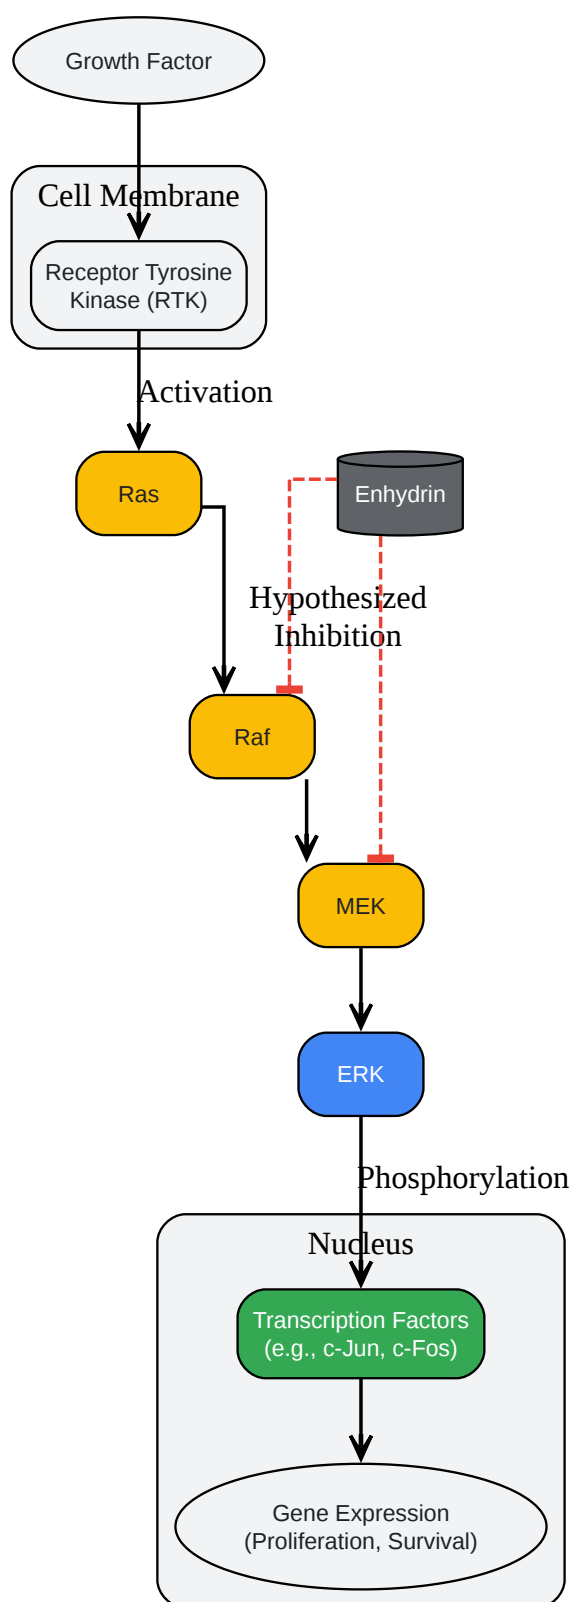 Growth Factor
Cell Membrane
Receptor Tyrosine
Kinase (RTK)
Activation
Ras
Enhydrin
Hypothesized
Inhibition
Raf
MEK
ERK
Phosphorylation
Nucleus
Transcription Factors
(e.g., c-Jun, c-Fos)
Gene Expression
(Proliferation, Survival)